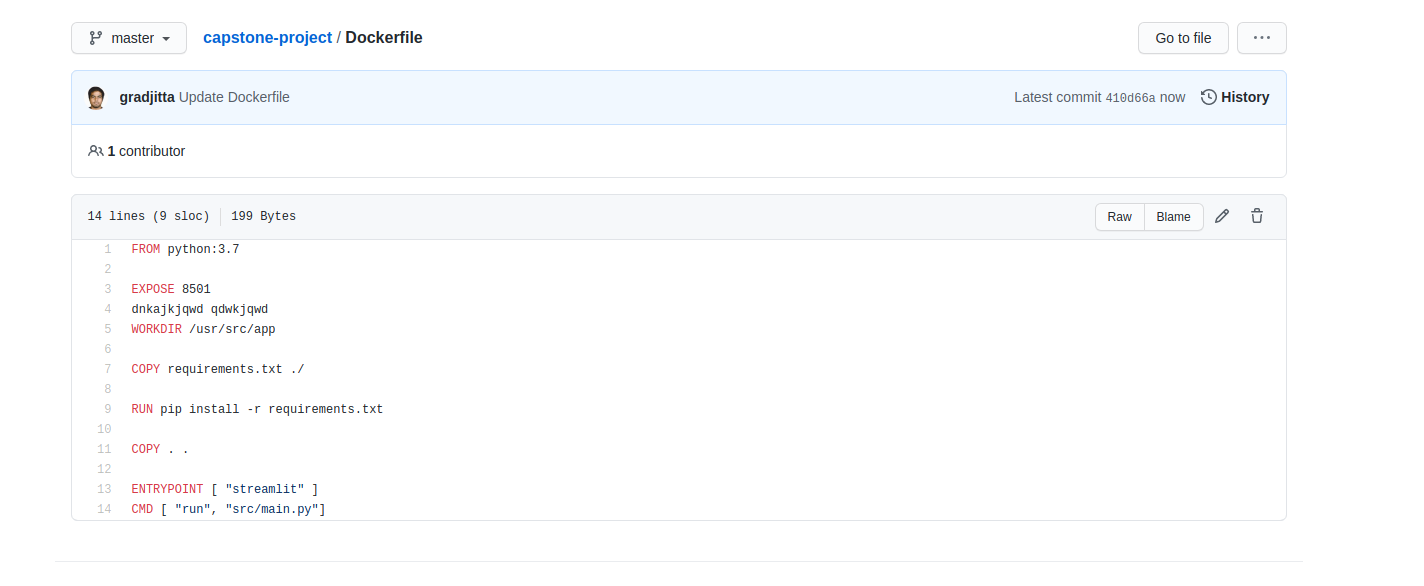 master
capstone-project / Dockerfile
Go to file
...
gradjitta Update Dockerfile
Latest commit 410d66a now
History
1 contributor
14 lines (9 sloc) | 199 Bytes
Raw
Blame
1 FROM python:3.7
2
3 EXPOSE 8501
4 dnkajkjqwd qdwkjqwd
5 WORKDIR /usr/src/app
6
7 COPY requirements.txt ./
8
9 RUN pip install -r requirements.txt
10
11 COPY . .
12
13 ENTRYPOINT [ "streamlit" ]
14 CMD [ "run", "src/main.py"]